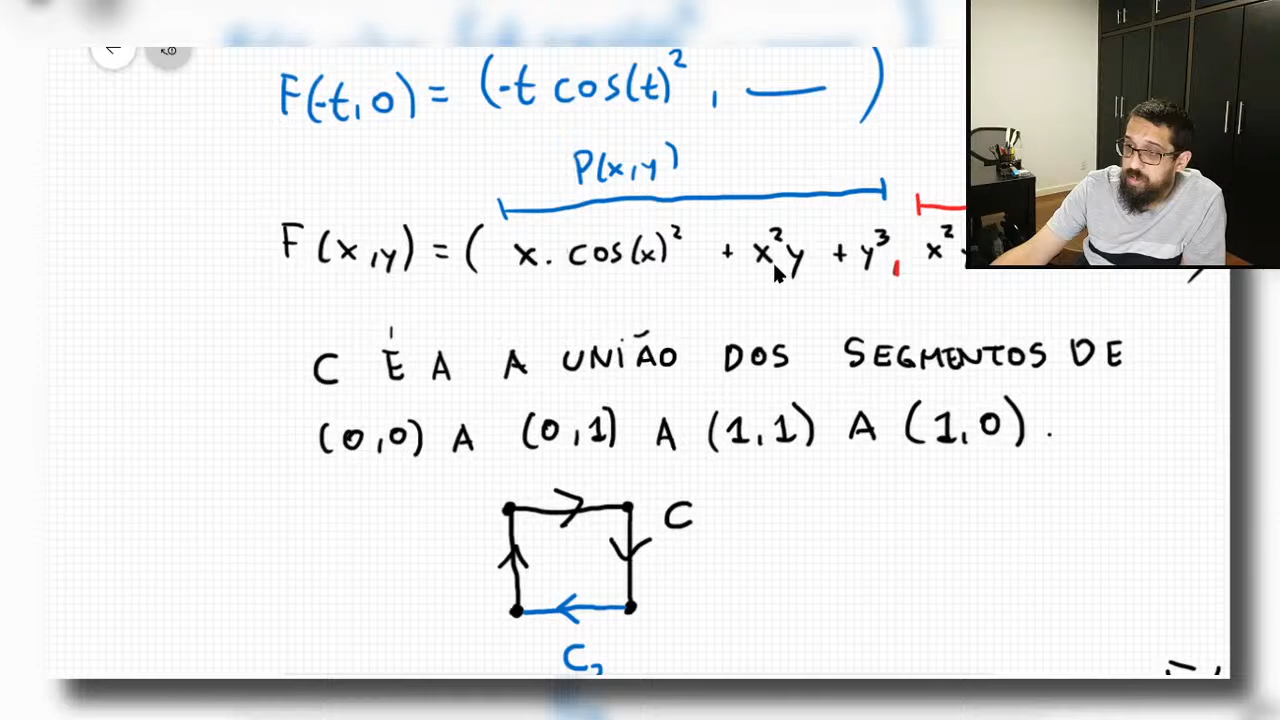 F(-t,0) = (-t cos(t)², — )
P(x,y)
F(x,y) = ( x. cos(x)² + x²y + y³, x²
C É A A UNIÃO DOS SEGMENTOS DE
(0,0) A (0,1) A (1,1) A (1,0).
C
C₂